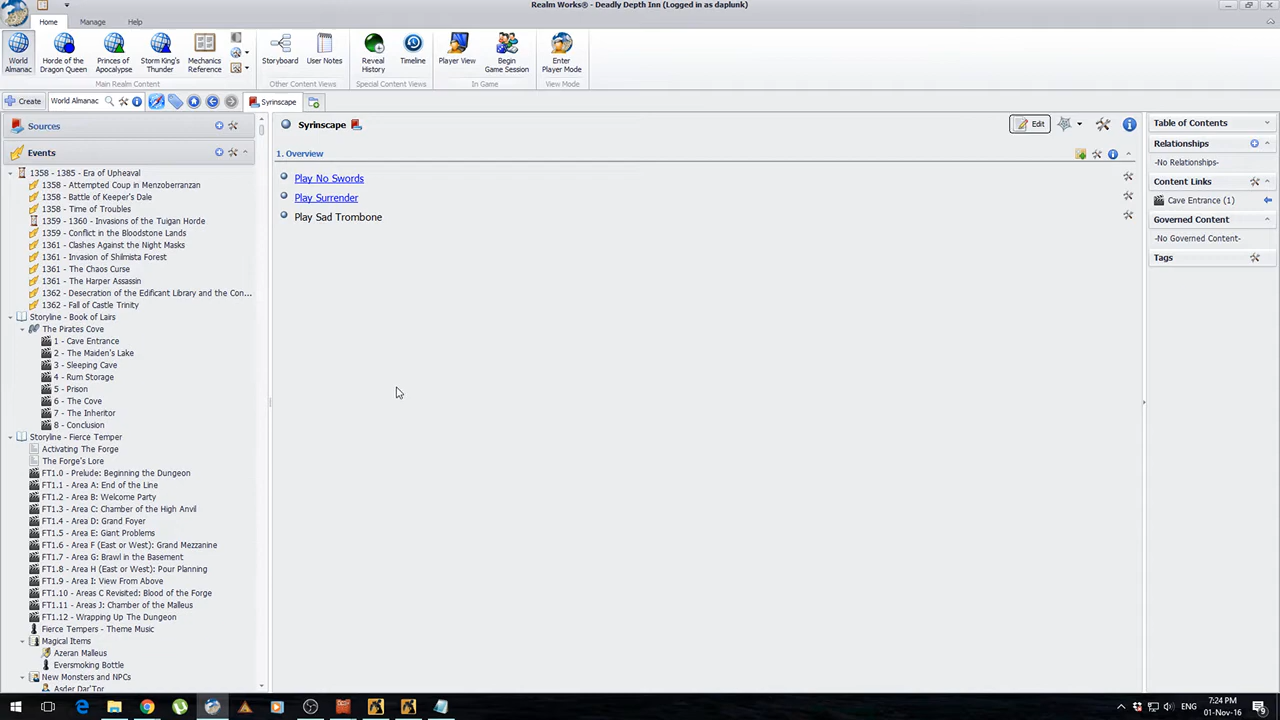 Realm Works® - Deadly Depth Inn (Logged in as daplunk)
Home Manage Help
World Almanac
Horde of the Dragon Queen
Princes of Apocalypse
Storm King's Thunder
Mechanics Reference
Storyboard
User Notes
Reveal History
Timeline
Player View
Begin Game Session
Enter Player Mode
Main Realm Content
Other Content Views
Special Content Views
In Game
View Mode
Create
World Almanac
Syrinscape
Sources
Events
1358 - 1385 - Era of Upheaval
1358 - Attempted Coup in Menzoberranzan
1358 - Battle of Keeper's Dale
1358 - Time of Troubles
1359 - 1360 - Invasions of the Tuigan Horde
1359 - Conflict in the Bloodstone Lands
1361 - Clashes Against the Night Masks
1361 - Invasion of Shilmista Forest
1361 - The Chaos Curse
1361 - The Harper Assassin
1362 - Desecration of the Edificant Library and the Con...
1362 - Fall of Castle Trinity
Storyline - Book of Lairs
The Pirates Cove
1 - Cave Entrance
2 - The Maiden's Lake
3 - Sleeping Cave
4 - Rum Storage
5 - Prison
6 - The Cove
7 - The Inheritor
8 - Conclusion
Storyline - Fierce Temper
Activating The Forge
The Forge's Lore
FT1.0 - Prelude: Beginning the Dungeon
FT1.1 - Area A: End of the Line
FT1.2 - Area B: Welcome Party
FT1.3 - Area C: Chamber of the High Anvil
FT1.4 - Area D: Grand Foyer
FT1.5 - Area E: Giant Problems
FT1.6 - Area F (East or West): Grand Mezzanine
FT1.7 - Area G: Brawl in the Basement
FT1.8 - Area H (East or West): Pour Planning
FT1.9 - Area I: View From Above
FT1.10 - Areas C Revisited: Blood of the Forge
FT1.11 - Areas J: Chamber of the Malleus
FT1.12 - Wrapping Up The Dungeon
Fierce Tempers - Theme Music
Magical Items
Azeran Malleus
Eversmoking Bottle
New Monsters and NPCs
Asder Dar'Tor
Syrinscape
Edit
1. Overview
Play No Swords
Play Surrender
Play Sad Trombone
Table of Contents
Relationships
-No Relationships-
Content Links
Cave Entrance (1)
Governed Content
-No Governed Content-
Tags
ENG
7:24 PM
01-Nov-16